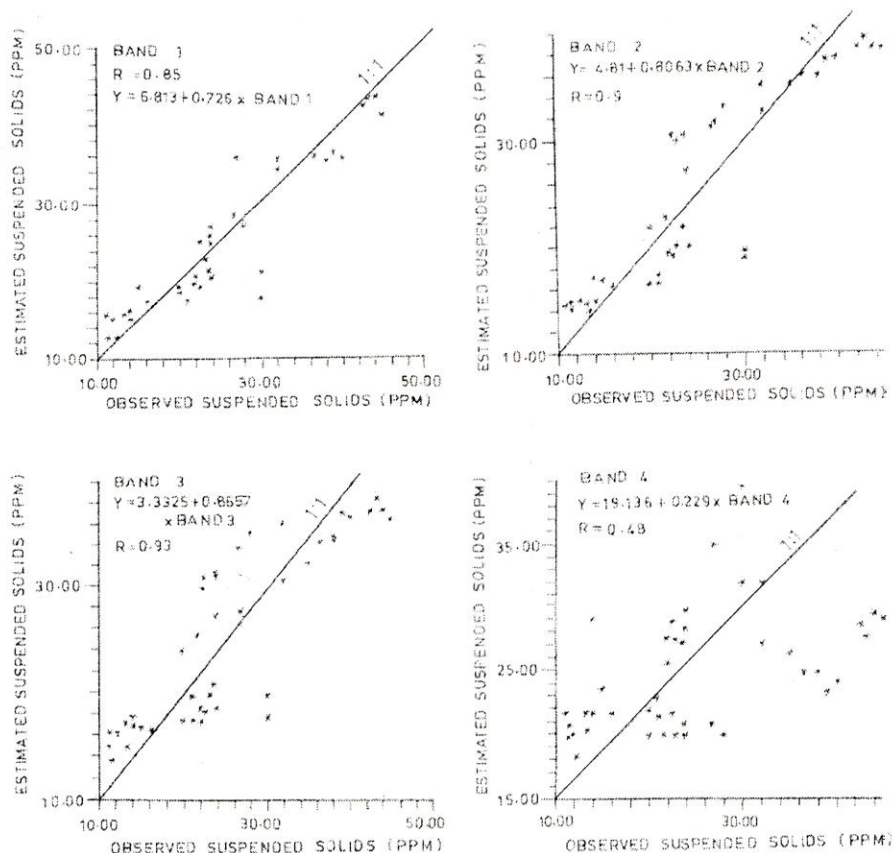 BAND 1
R = 0.85
Y = 6.813+0.726 x BAND 1
1:1
50.00
30.00
10.00
10.00 30.00 50.00
ESTIMATED SUSPENDED SOLIDS (PPM)
OBSERVED SUSPENDED SOLIDS (PPM)
BAND 2
Y= 4.81+0.8063 x BAND 2
R=0.9
1:1
30.00
10.00
10.00 30.00
ESTIMATED SUSPENDED SOLIDS (PPM)
OBSERVED SUSPENDED SOLIDS (PPM)
BAND 3
Y =3.3325+0.8657
x BAND 3
R=0.93
1:1
30.00
10.00
10.00 30.00 50.00
ESTIMATED SUSPENDED SOLIDS (PPM)
OBSERVED SUSPENDED SOLIDS (PPM)
BAND 4
Y=19.136 + 0.229 x BAND 4
R=0.48
1:1
35.00
25.00
15.00
10.00 30.00
ESTIMATED SUSPENDED SOLIDS (PPM)
OBSERVED SUSPENDED SOLIDS (PPM)